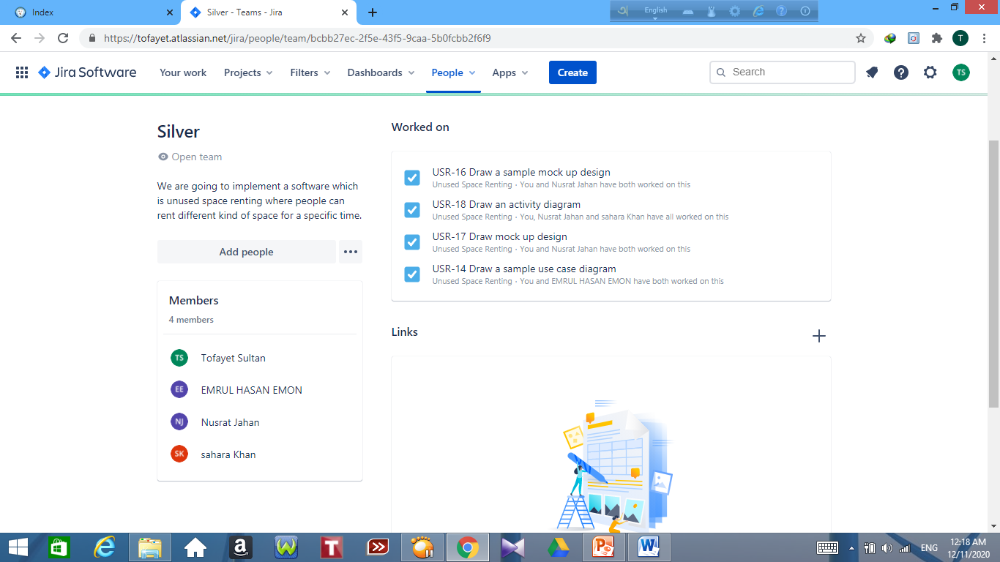 Index
Silver - Teams - Jira
English
https://tofayet.atlassian.net/jira/people/team/bcbb27ec-2f5e-43f5-9caa-5b0fcbb2f6f9
T
Jira Software
Your work
Projects
Filters
Dashboards
People
Apps
Create
Search
TS
Silver
Open team
We are going to implement a software which
is unused space renting where people can
rent different kind of space for a specific time.
Add people
Members
4 members
TS Tofayet Sultan
EE EMRUL HASAN EMON
NJ Nusrat Jahan
SK sahara Khan
Worked on
USR-16 Draw a sample mock up design
Unused Space Renting • You and Nusrat Jahan have both worked on this
USR-18 Draw an activity diagram
Unused Space Renting • You, Nusrat Jahan and sahara Khan have all worked on this
USR-17 Draw mock up design
Unused Space Renting • You and Nusrat Jahan have both worked on this
USR-14 Draw a sample use case diagram
Unused Space Renting • You and EMRUL HASAN EMON have both worked on this
Links
ENG
12:18 AM
12/11/2020